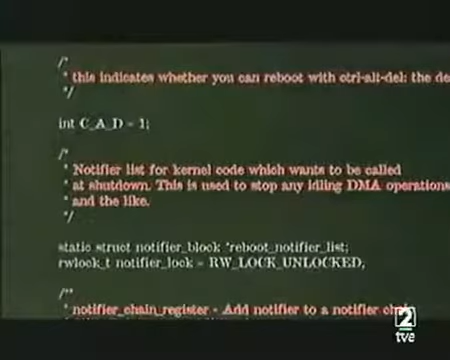 /*
* this indicates whether you can reboot with ctrl-alt-del: the de
*/
int C_A_D = 1;
/*
* Notifier list for kernel code which wants to be called
* at shutdown. This is used to stop any idling DMA operations
* and the like.
*/
static struct notifier_block *reboot_notifier_list;
rwlock_t notifier_lock = RW_LOCK_UNLOCKED;
/**
* notifier_chain_register - Add notifier to a notifier chain
2
tve